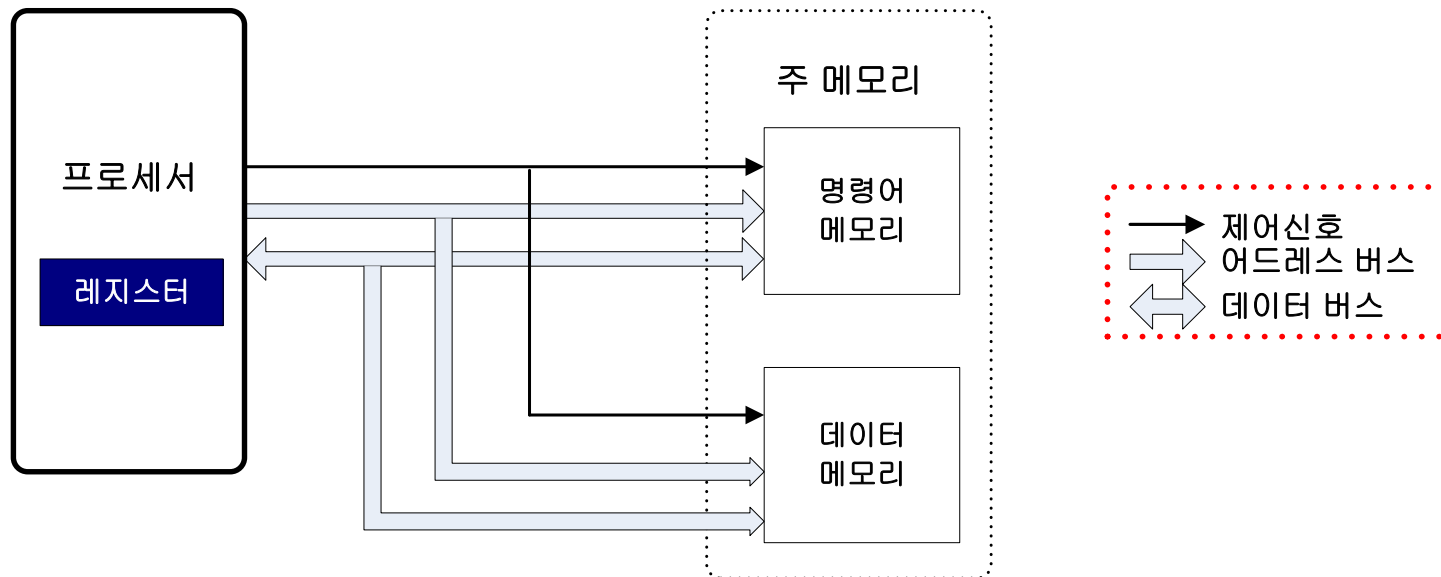 주 메모리
프로세서
레지스터
명령어
메모리
데이터
메모리
제어신호
어드레스 버스
데이터 버스